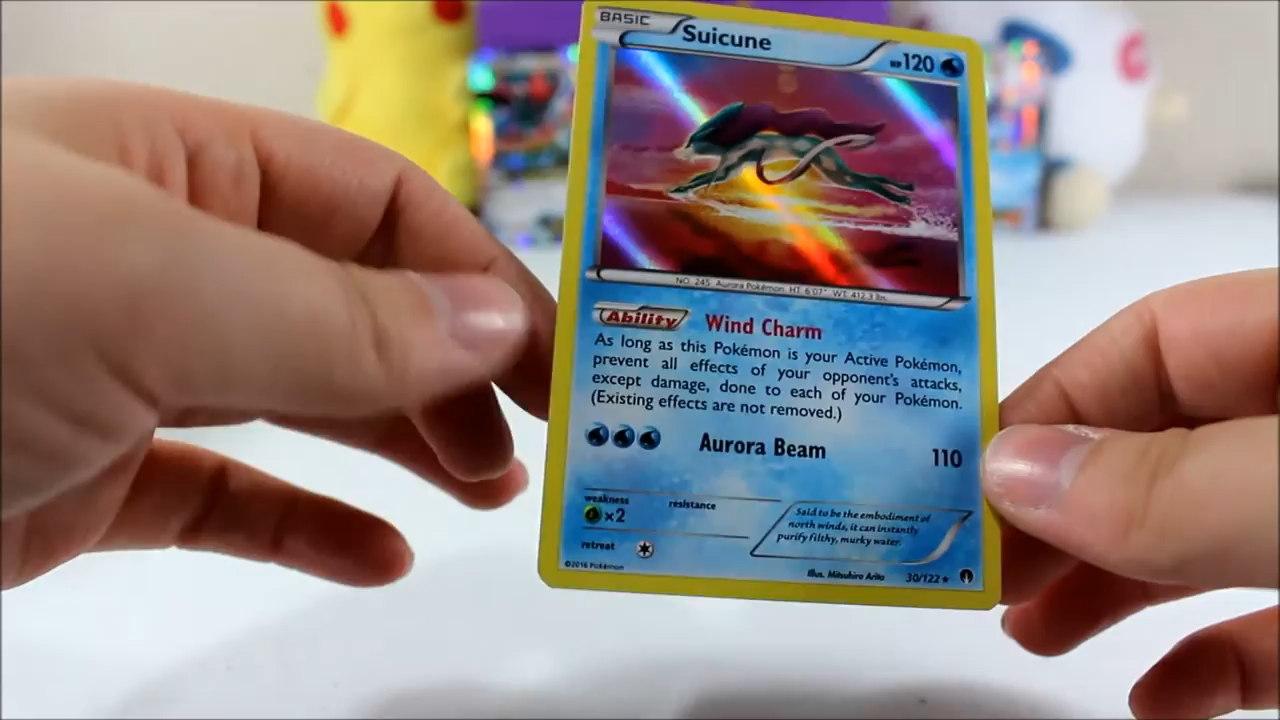 BASIC
Suicune
HP120
NO. 245 Aurora Pokémon HT: 6'07" WT: 412.3 lbs.
Ability Wind Charm
As long as this Pokémon is your Active Pokémon,
prevent all effects of your opponent's attacks,
except damage, done to each of your Pokémon.
(Existing effects are not removed.)
Aurora Beam 110
weakness resistance
×2
Said to be the embodiment of
north winds, it can instantly
purify filthy, murky water.
retreat
©2016 Pokémon
Illus. Mitsuhiro Arita 30/122